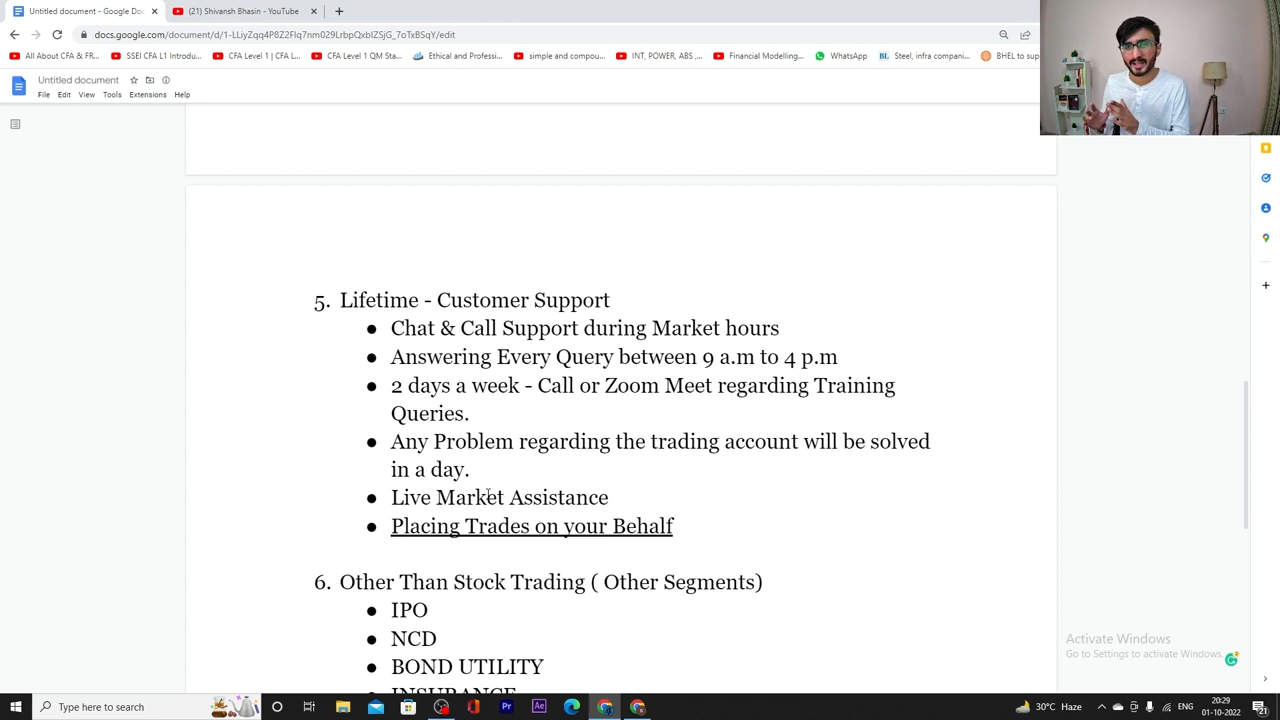 Untitled document - Google Doc
(21) Shivansh Bhasin - YouTube
docs.google.com/document/d/1-LLiyZqq4P8Z2Flq7nm029LrbpQxbIZSjG_7oTxBSqY/edit
All About CFA & FR...
SSEI CFA L1 Introdu...
CFA Level 1 | CFA L...
CFA Level 1 QM Sta...
Ethical and Professi...
simple and compou...
INT, POWER, ABS ,...
Financial Modelling...
WhatsApp
BL Steel, infra compani...
BHEL to sup
Untitled document
File Edit View Tools Extensions Help
5. Lifetime - Customer Support
● Chat & Call Support during Market hours
● Answering Every Query between 9 a.m to 4 p.m
● 2 days a week - Call or Zoom Meet regarding Training
Queries.
● Any Problem regarding the trading account will be solved
in a day.
● Live Market Assistance
● Placing Trades on your Behalf
6. Other Than Stock Trading ( Other Segments)
● IPO
● NCD
● BOND UTILITY
● INSURANCE
Activate Windows
Go to Settings to activate Windows.
Type here to search
Pr
Ae
30°C Haze
ENG
20:29
01-10-2022
21